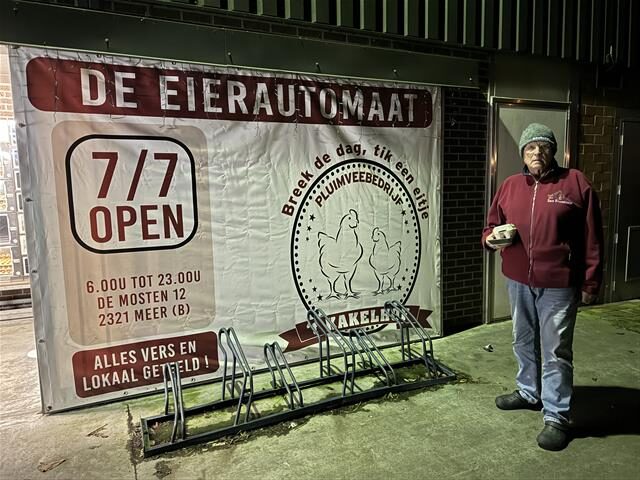 DE EIERAUTOMAAT
7/7
OPEN
6.00U TOT 23.00U
DE MOSTEN 12
2321 MEER (B)
ALLES VERS EN
LOKAAL
Breek de dag, tik een eitje
PLUIMVEEBEDRIJF